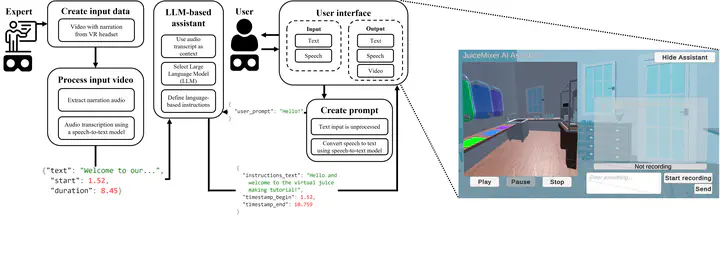 Expert
Create input data
Video with narration
from VR headset
Process input video
Extract narration audio
Audio transcription using
a speech-to-text model
{"text": "Welcome to our...",
"start": 1.52,
"duration": 8.45}
LLM-based
assistant
Use audio
transcript as
context
Select Large
Language Model
(LLM)
Define language-
based instructions
User
User interface
Input
Text
Speech
Output
Text
Speech
Video
{
"user_prompt": "Hello!",
}
Create prompt
Text input is unprocessed
Convert speech to text
using speech-to-text model
{
"instructions_text": "Hello and
welcome to the virtual juice
making tutorial!",
"timestamp_begin": 1.52,
"timestamp_end": 18.759
}
JuiceMixer AI Assistant
Hide Assistant
Not recording
Play
Pause
Stop
Enter something...
Start recording
Send